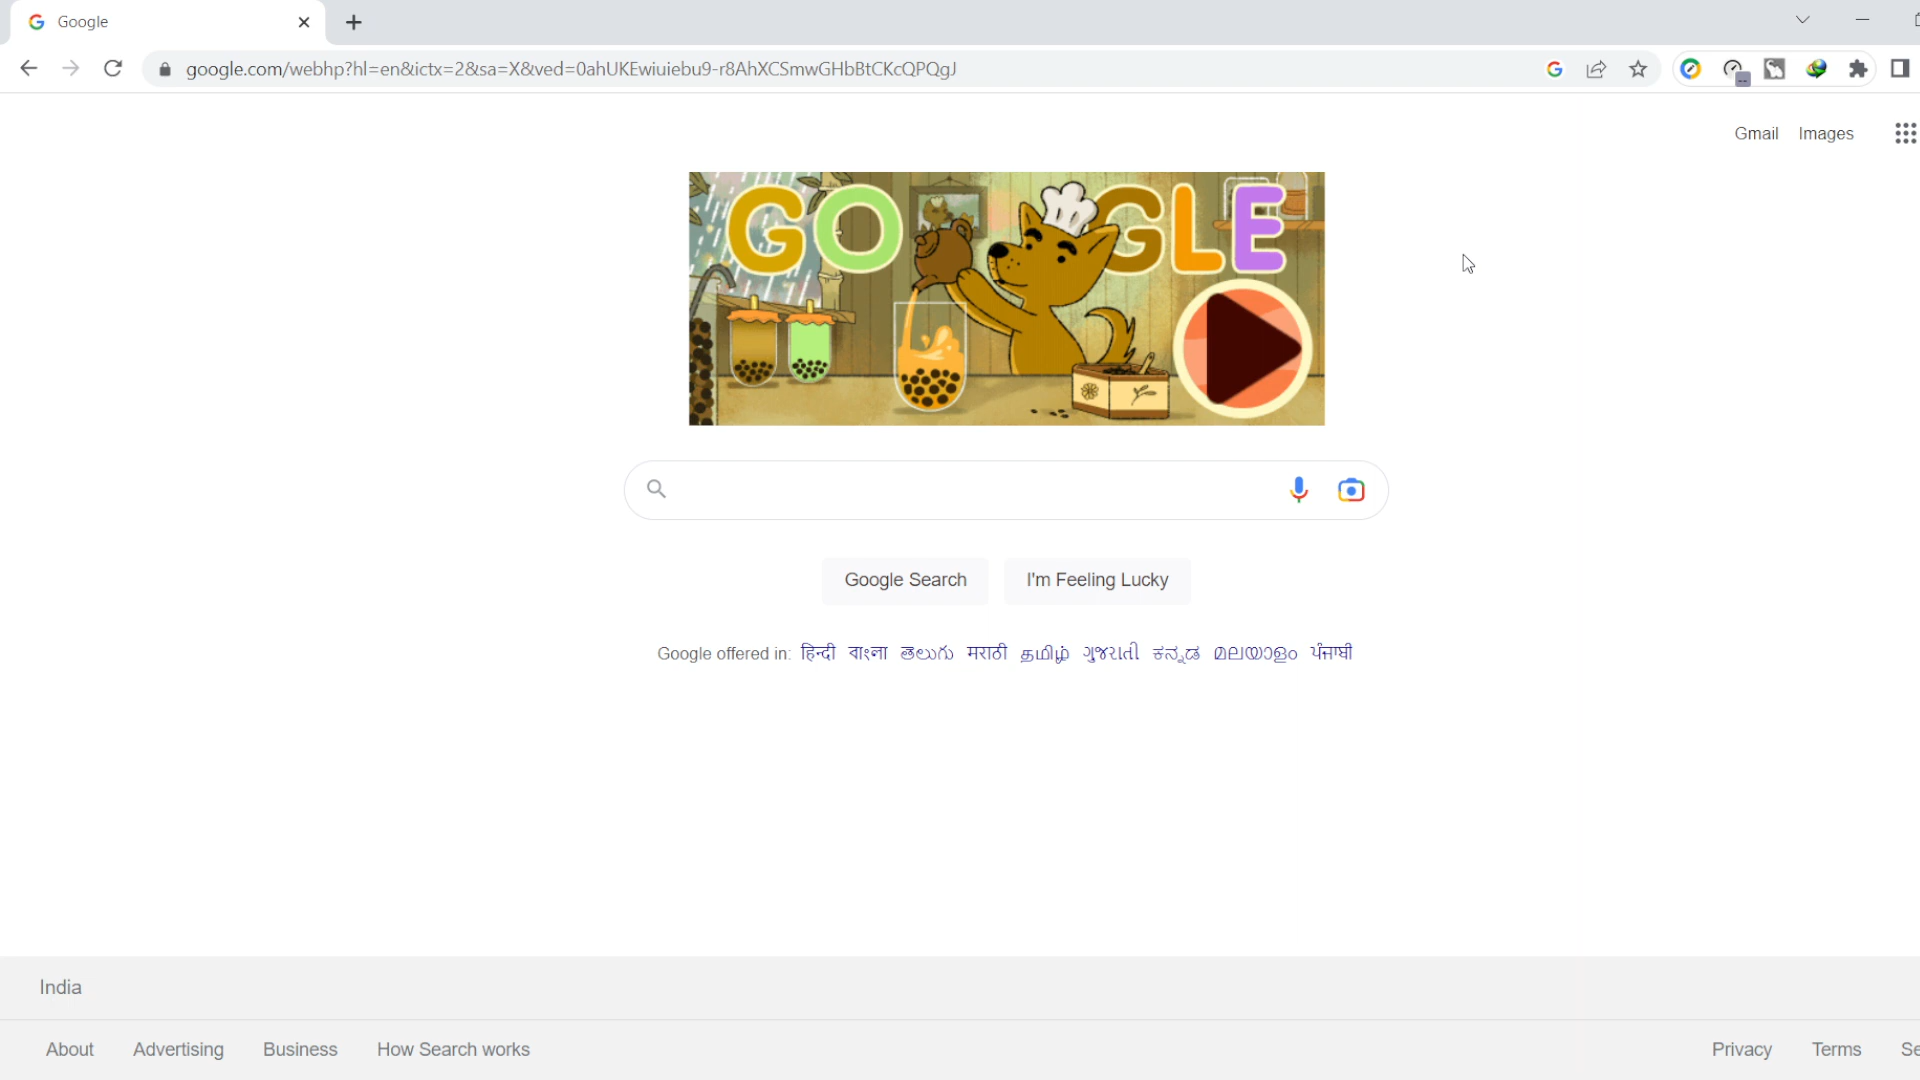 Google
google.com/webhp?hl=en&ictx=2&sa=X&ved=0ahUKEwiuiebu9-r8AhXCSmwGHbBtCKcQPQgJ
Gmail Images
GOOGLE
Google Search I'm Feeling Lucky
Google offered in: हिन्दी বাংলা తెలుగు मराठी தமிழ் ગુજરાતી ಕನ್ನಡ മലയാളം ਪੰਜਾਬੀ
India
About Advertising Business How Search works Privacy Terms Se